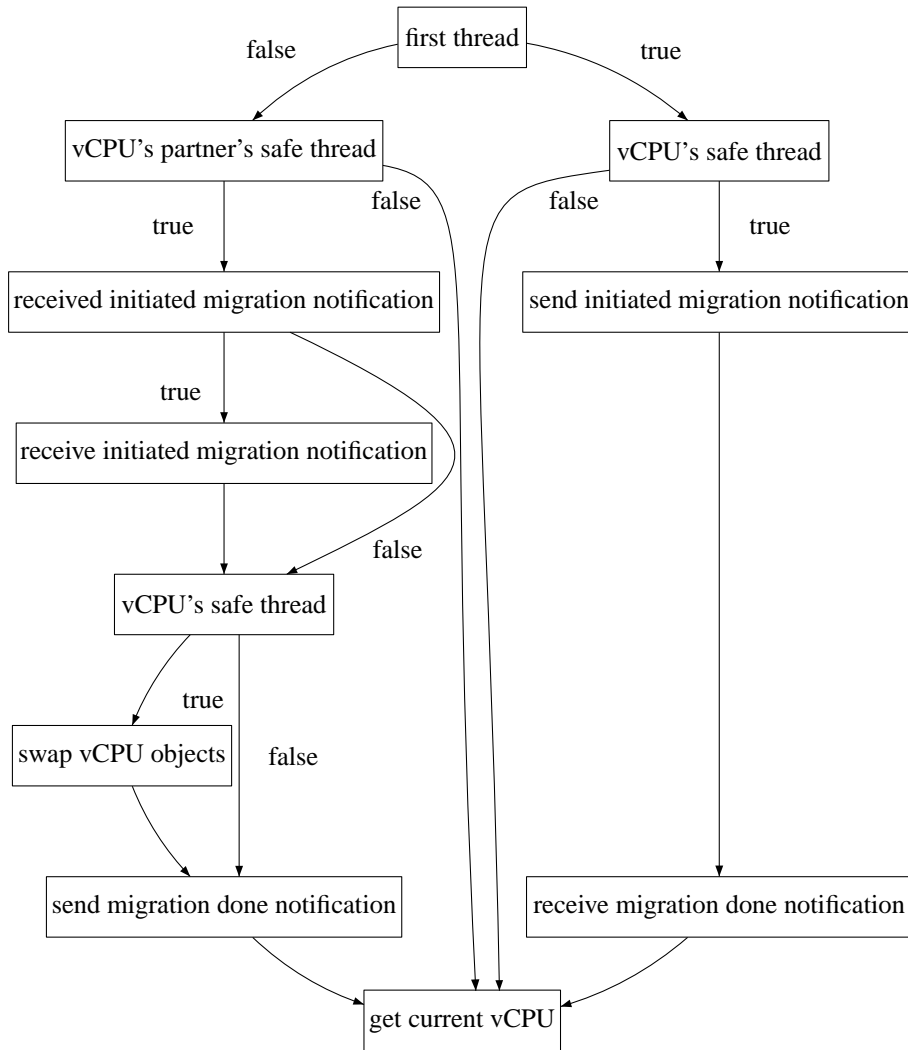 first thread
false
true
vCPU's partner's safe thread
vCPU's safe thread
false
false
true
true
received initiated migration notification
send initiated migration notification
true
receive initiated migration notification
false
vCPU's safe thread
true
swap vCPU objects
false
send migration done notification
receive migration done notification
get current vCPU